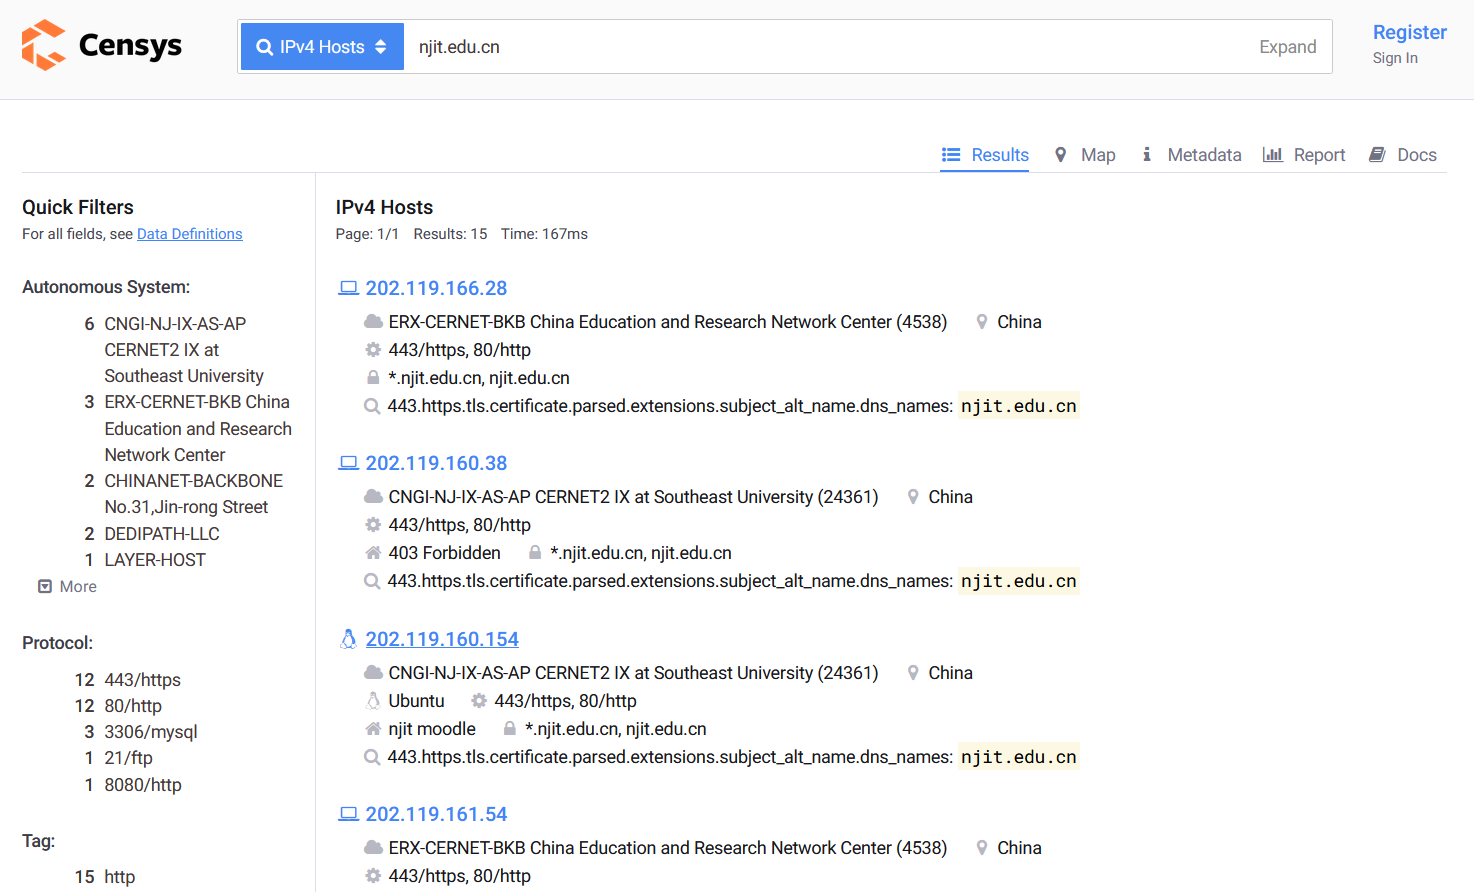 Censys
IPv4 Hosts njit.edu.cn Expand
Register
Sign In
Results Map Metadata Report Docs
Quick Filters
For all fields, see Data Definitions
Autonomous System:
6 CNGI-NJ-IX-AS-AP
CERNET2 IX at
Southeast University
3 ERX-CERNET-BKB China
Education and Research
Network Center
2 CHINANET-BACKBONE
No.31,Jin-rong Street
2 DEDIPATH-LLC
1 LAYER-HOST
More
Protocol:
12 443/https
12 80/http
3 3306/mysql
1 21/ftp
1 8080/http
Tag:
15 http
IPv4 Hosts
Page: 1/1 Results: 15 Time: 167ms
202.119.166.28
ERX-CERNET-BKB China Education and Research Network Center (4538) China
443/https, 80/http
*.njit.edu.cn, njit.edu.cn
443.https.tls.certificate.parsed.extensions.subject_alt_name.dns_names: njit.edu.cn
202.119.160.38
CNGI-NJ-IX-AS-AP CERNET2 IX at Southeast University (24361) China
443/https, 80/http
403 Forbidden *.njit.edu.cn, njit.edu.cn
443.https.tls.certificate.parsed.extensions.subject_alt_name.dns_names: njit.edu.cn
202.119.160.154
CNGI-NJ-IX-AS-AP CERNET2 IX at Southeast University (24361) China
Ubuntu 443/https, 80/http
njit moodle *.njit.edu.cn, njit.edu.cn
443.https.tls.certificate.parsed.extensions.subject_alt_name.dns_names: njit.edu.cn
202.119.161.54
ERX-CERNET-BKB China Education and Research Network Center (4538) China
443/https, 80/http